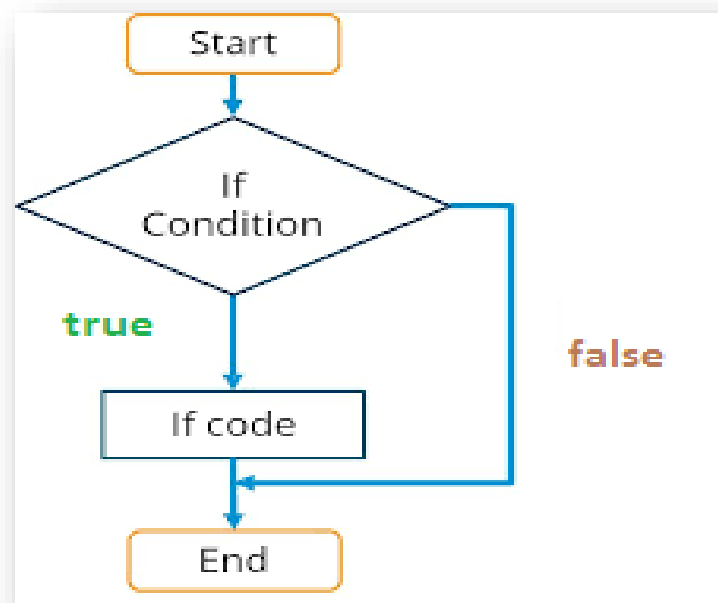 Start
If
Condition
true
false
If code
End